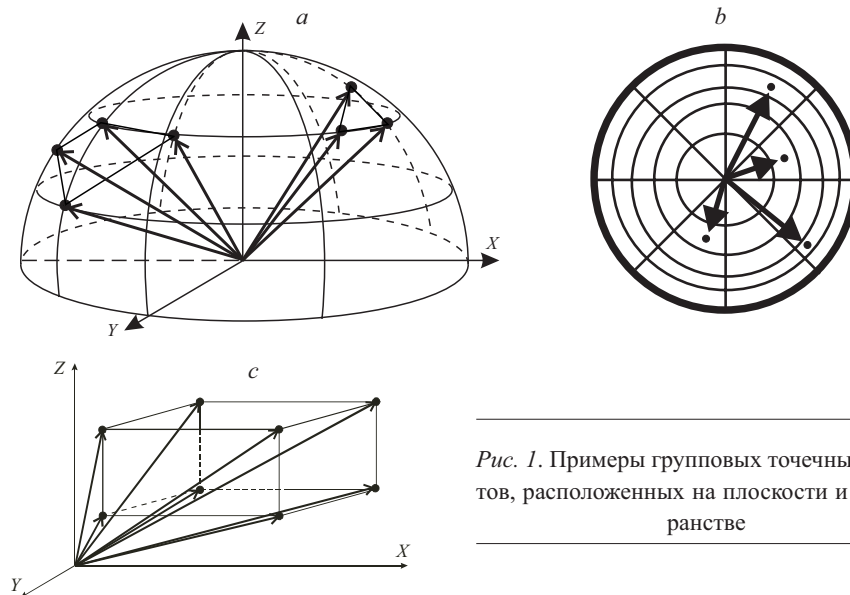 a
Z
X
Y
b
c
Z
X
Y
Рис. 1. Примеры групповых точечны
тов, расположенных на плоскости и
ранстве